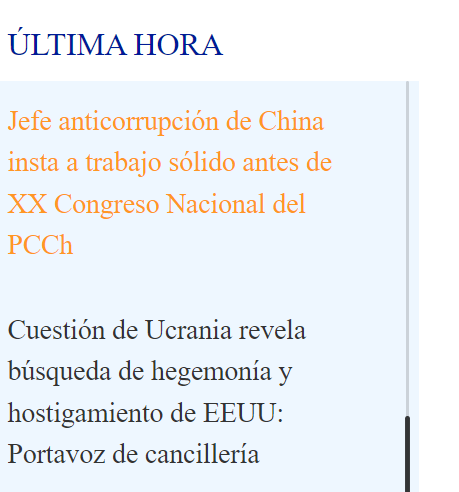 ÚLTIMA HORA
Jefe anticorrupción de China
insta a trabajo sólido antes de
XX Congreso Nacional del
PCCh
Cuestión de Ucrania revela
búsqueda de hegemonía y
hostigamiento de EEUU:
Portavoz de cancillería